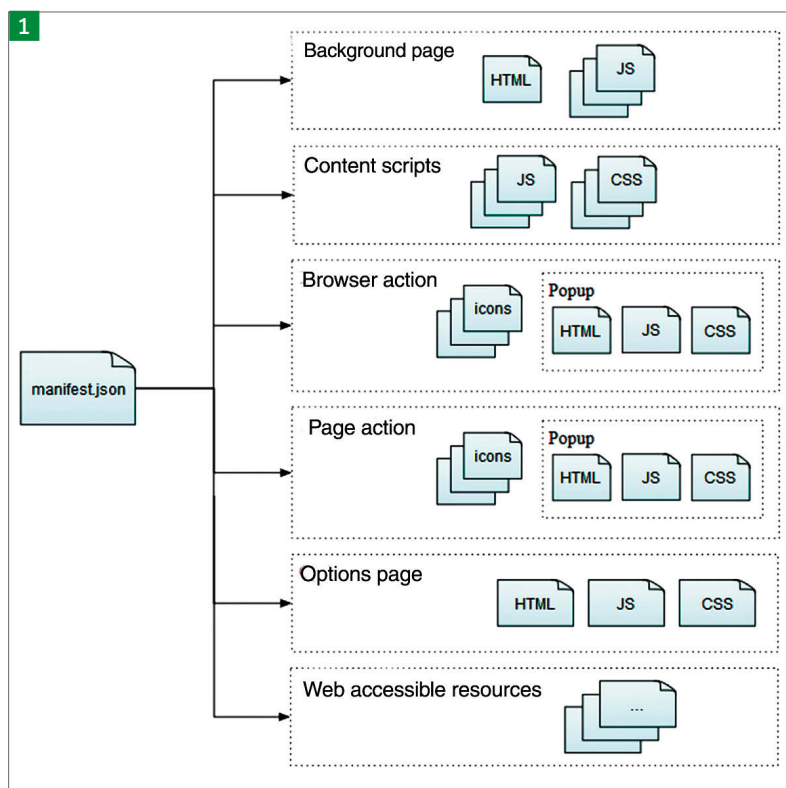 1
Background page
HTML
JS
Content scripts
JS
CSS
Browser action
icons
Popup
HTML
JS
CSS
manifest.json
Page action
icons
Popup
HTML
JS
CSS
Options page
HTML
JS
CSS
Web accessible resources
...